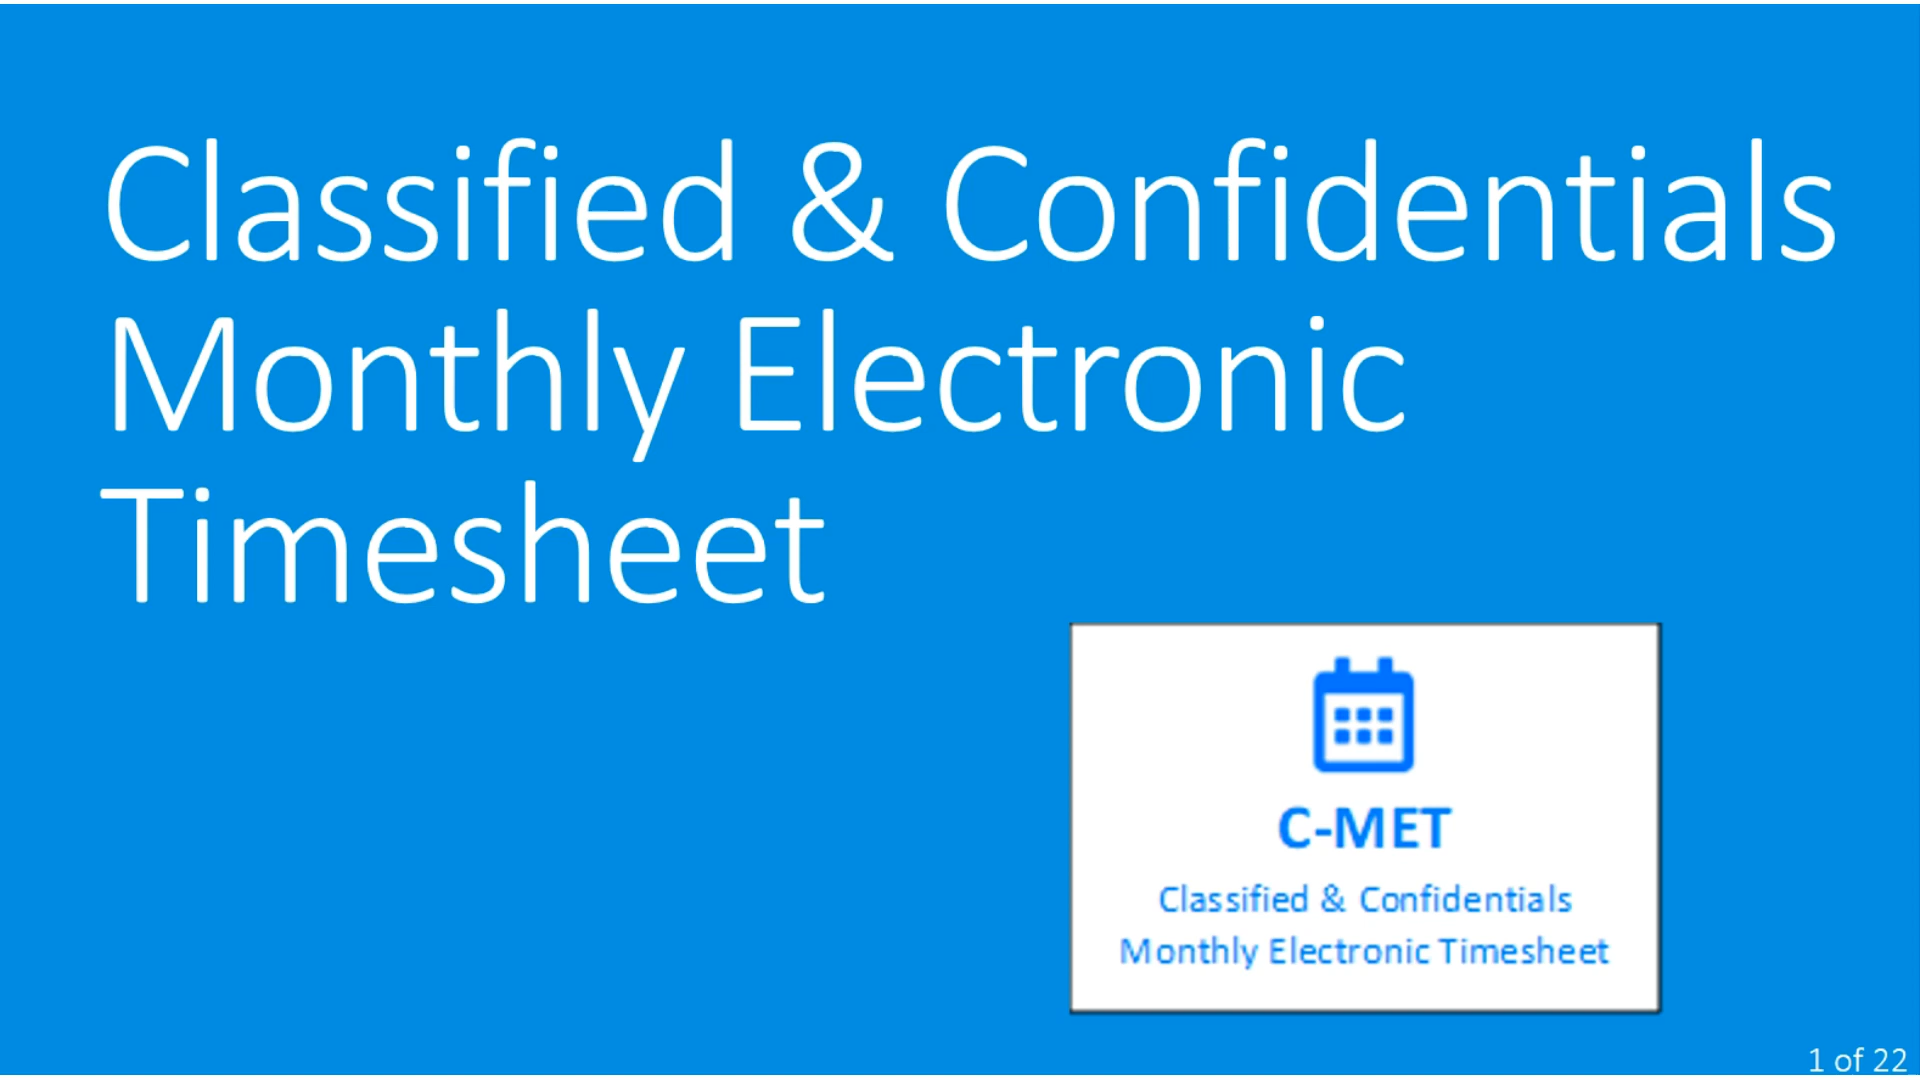 Classified & Confidentials
Monthly Electronic
Timesheet
C-MET
Classified & Confidentials
Monthly Electronic Timesheet
1 of 22